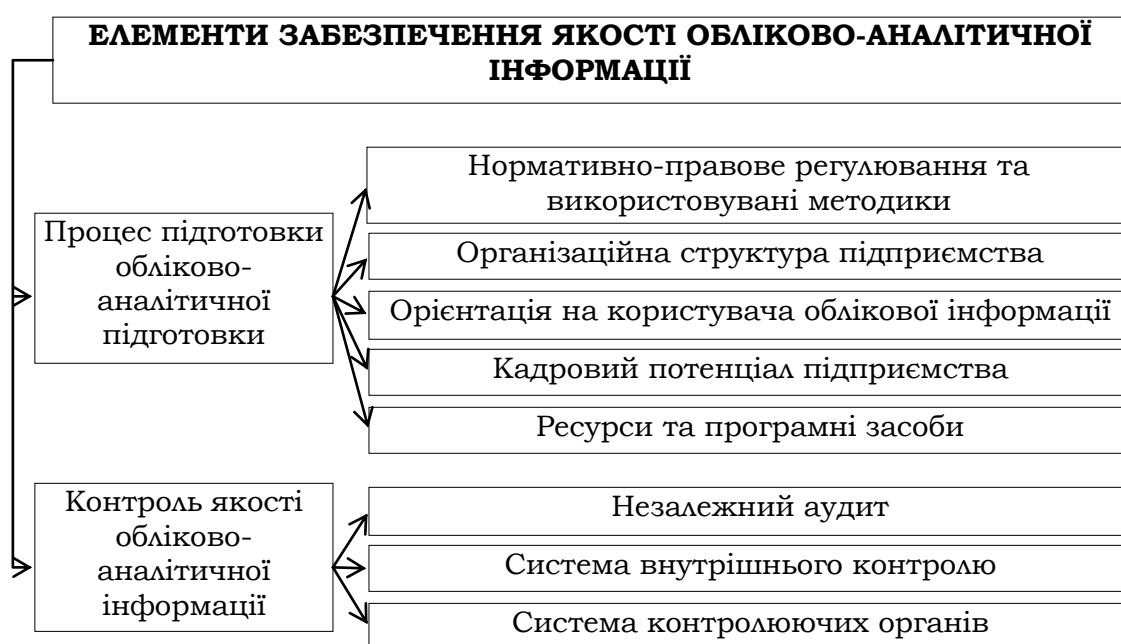 ЕЛЕМЕНТИ ЗАБЕЗПЕЧЕННЯ ЯКОСТІ ОБЛІКОВО-АНАЛІТИЧНОЇ
ІНФОРМАЦІЇ
Процес підготовки
обліково-
аналітичної
підготовки
Нормативно-правове регулювання та
використовувані методики
Організаційна структура підприємства
Орієнтація на користувача облікової інформації
Кадровий потенціал підприємства
Ресурси та програмні засоби
Контроль якості
обліково-
аналітичної
інформації
Незалежний аудит
Система внутрішнього контролю
Система контролюючих органів